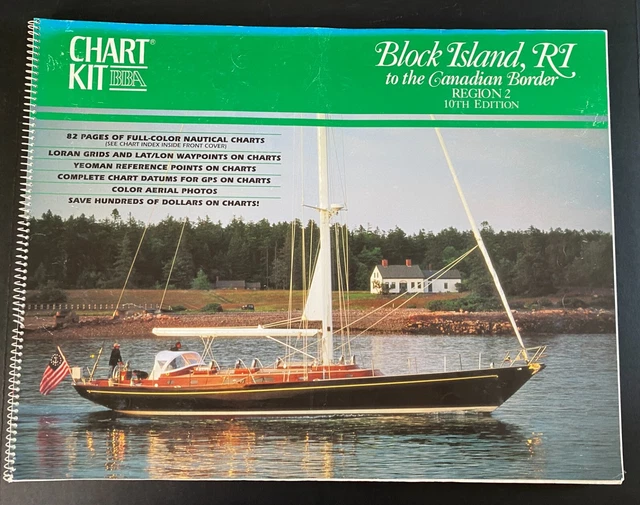 CHART®
KIT BBA
Block Island, RI
to the Canadian Border
REGION 2
10TH EDITION
82 PAGES OF FULL-COLOR NAUTICAL CHARTS
(SEE CHART INDEX INSIDE FRONT COVER)
LORAN GRIDS AND LAT/LON WAYPOINTS ON CHARTS
YEOMAN REFERENCE POINTS ON CHARTS
COMPLETE CHART DATUMS FOR GPS ON CHARTS
COLOR AERIAL PHOTOS
SAVE HUNDREDS OF DOLLARS ON CHARTS!